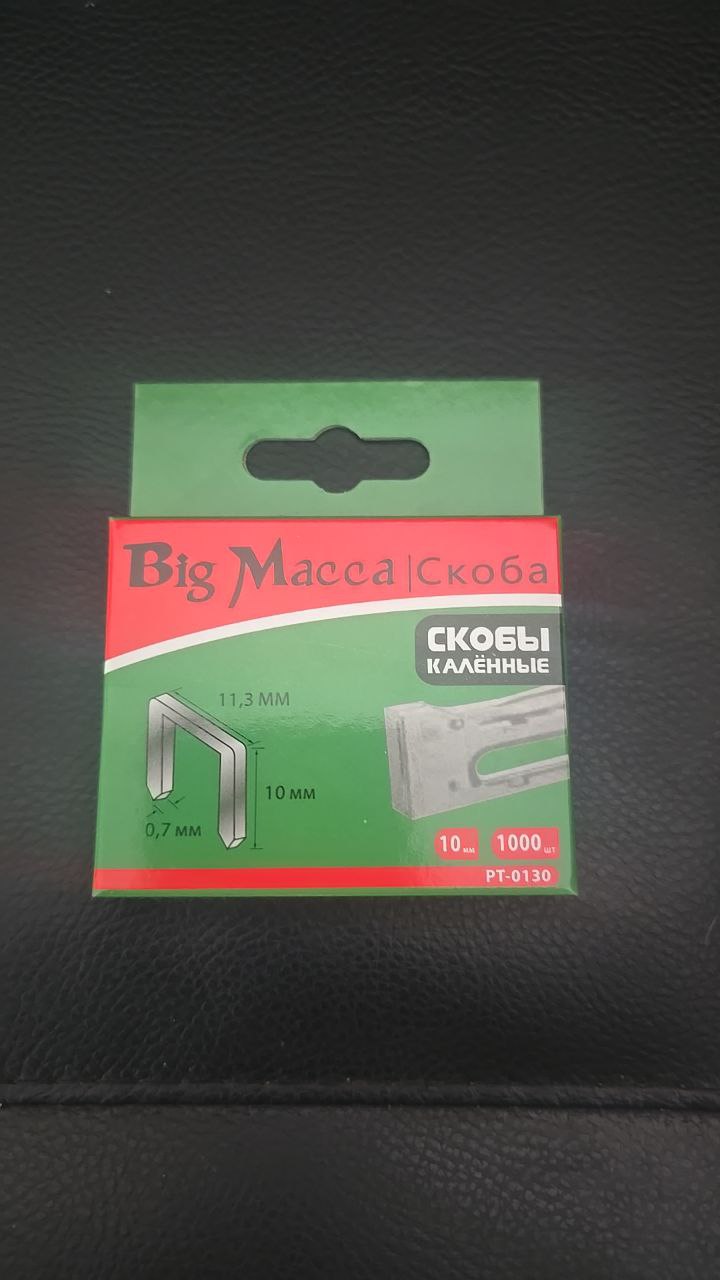 Big Macca|Скоба
СКОБЫ
КАЛЁННЫЕ
11,3 ММ
10 мм
0,7 мм
10 мм 1000 шт
PT-0130